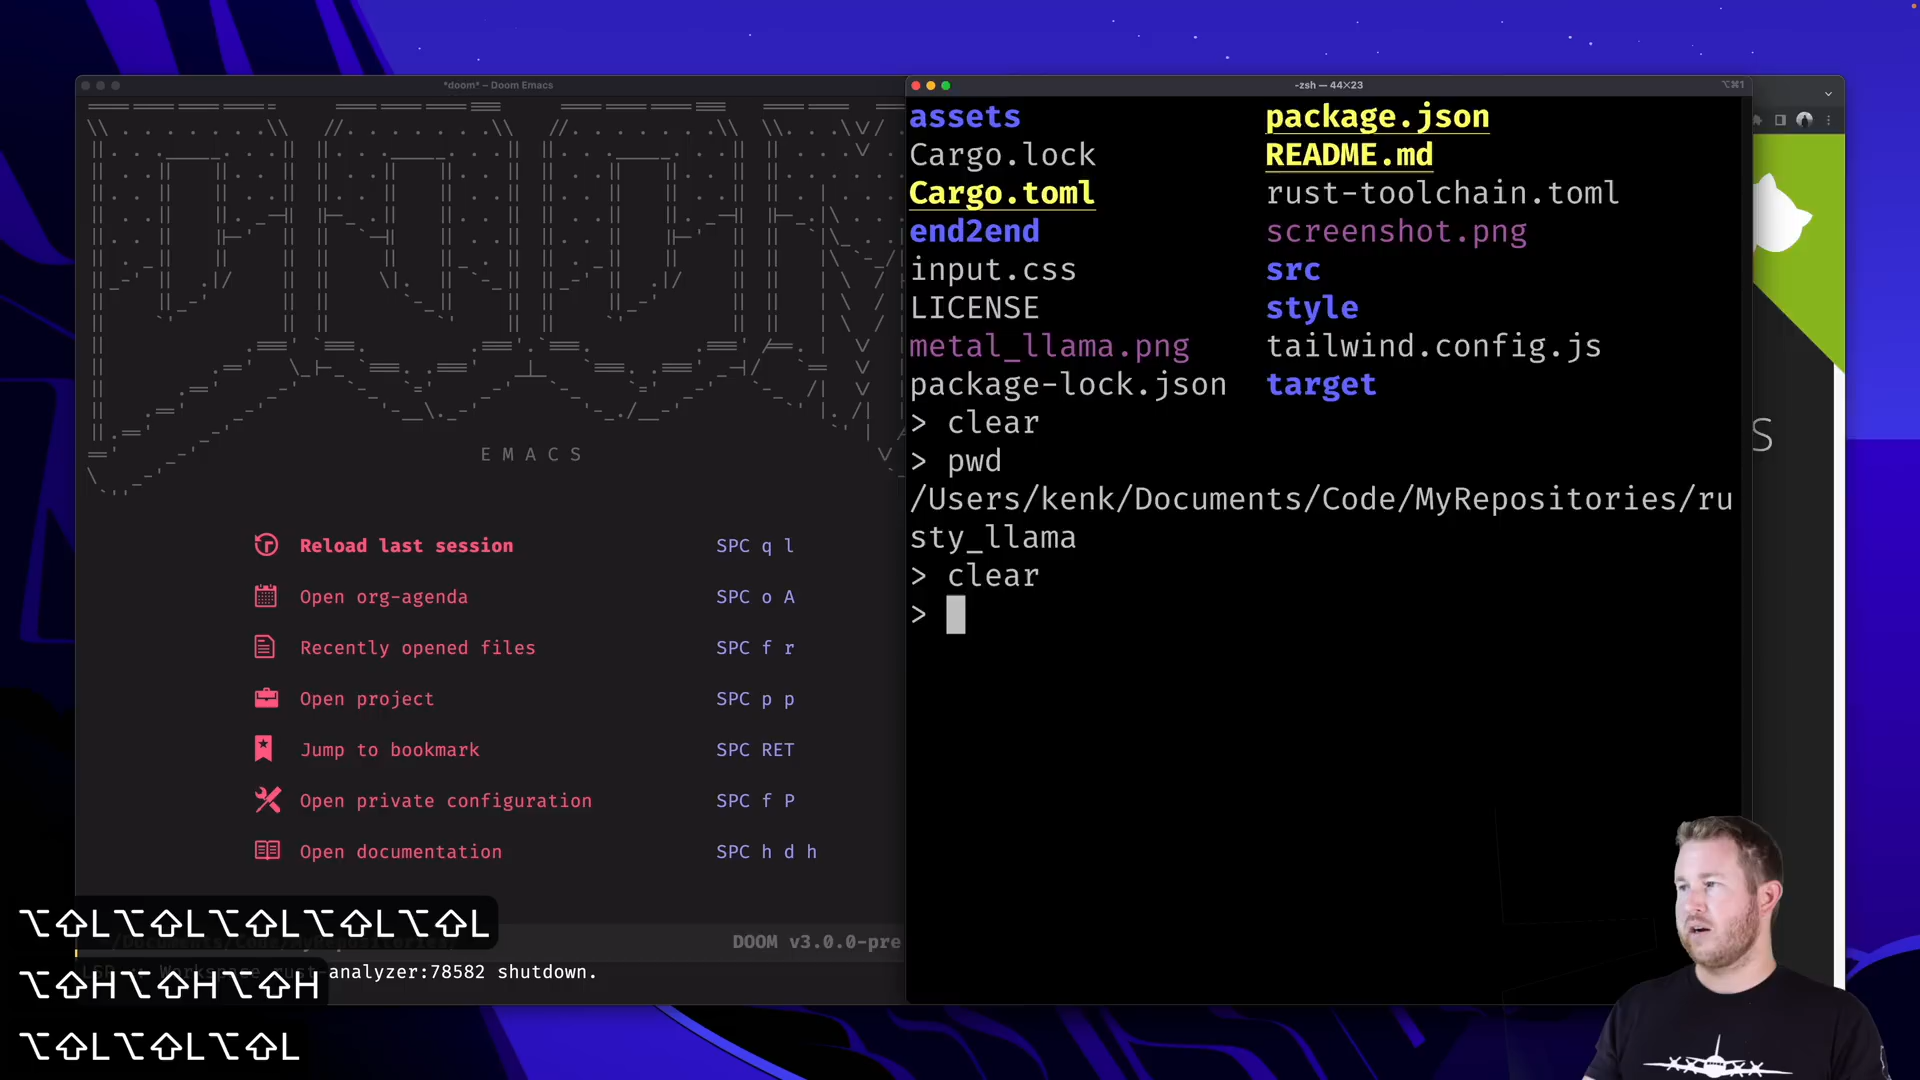 *doom* – Doom Emacs
EMACS
Reload last session SPC q l
Open org-agenda SPC o A
Recently opened files SPC f r
Open project SPC p p
Jump to bookmark SPC RET
Open private configuration SPC f P
Open documentation SPC h d h
DOOM v3.0.0-pre
analyzer:78582 shutdown.
⌥⇧L⌥⇧L⌥⇧L⌥⇧L⌥⇧L
⌥⇧H⌥⇧H⌥⇧H
⌥⇧L⌥⇧L⌥⇧L
-zsh — 44×23
⌥⌘1
assets package.json
Cargo.lock README.md
Cargo.toml rust-toolchain.toml
end2end screenshot.png
input.css src
LICENSE style
metal_llama.png tailwind.config.js
package-lock.json target
> clear
> pwd
/Users/kenk/Documents/Code/MyRepositories/ru
sty_llama
> clear
>